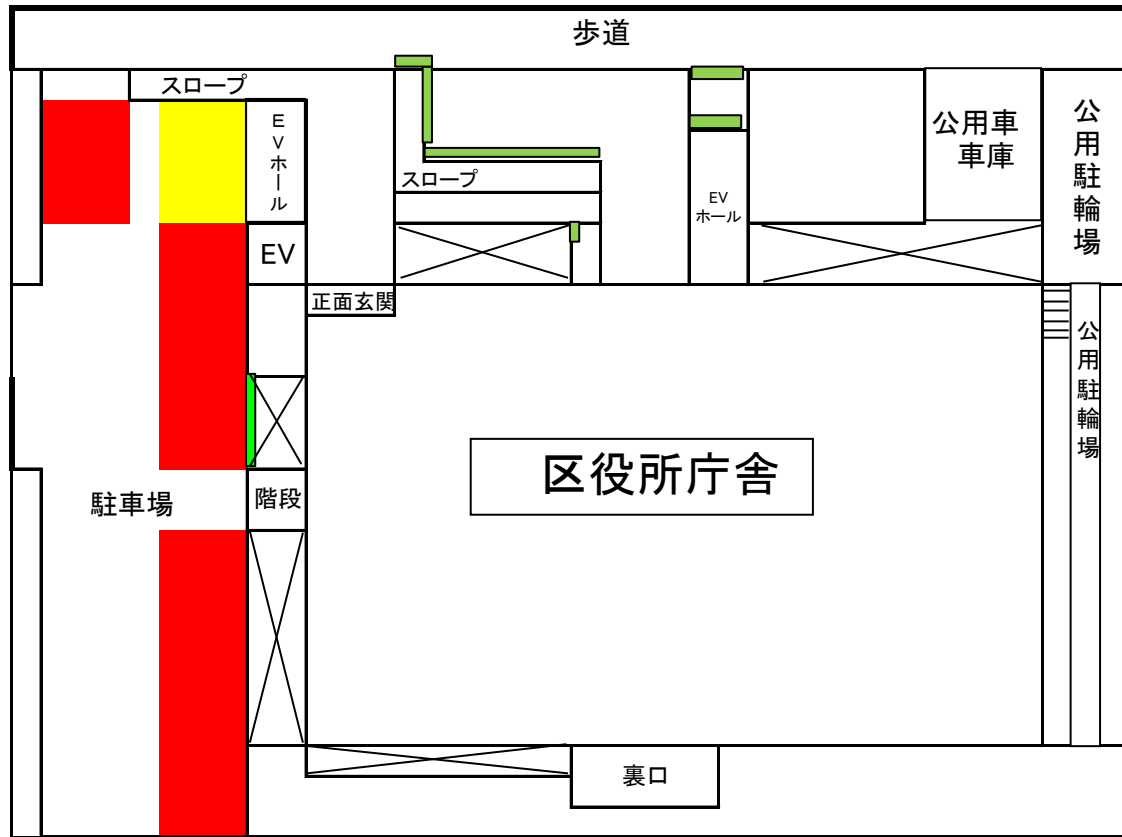 歩道
スロープ
EVホール
EV
正面玄関
スロープ
EV
ホール
公用車
車庫
公用駐輪場
公用駐輪場
区役所庁舎
駐車場
階段
裏口